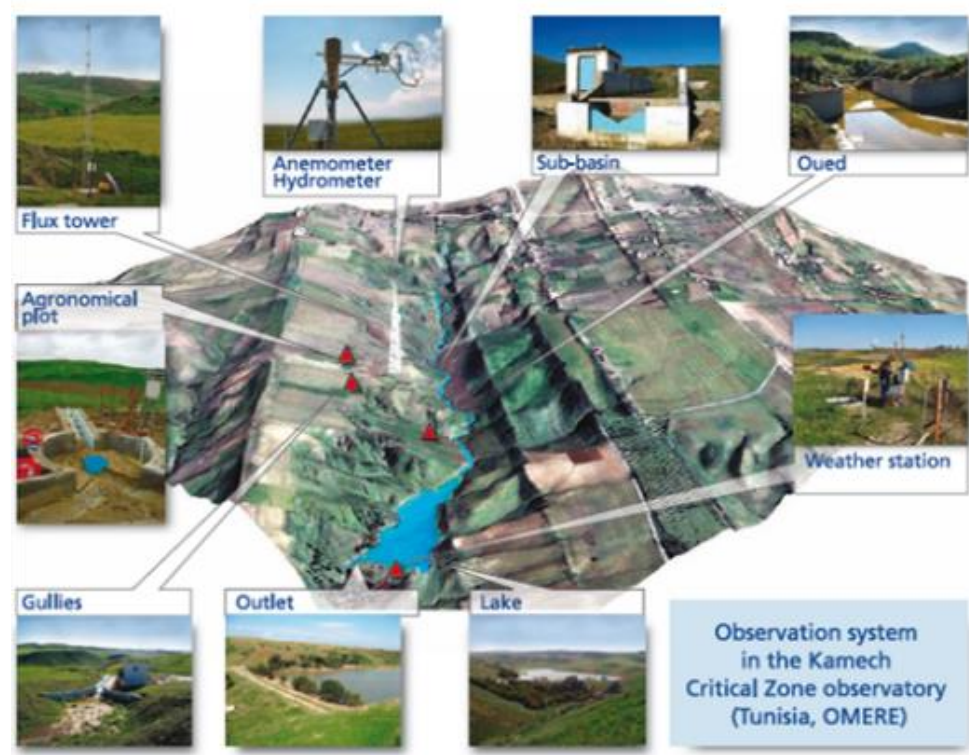 Flux tower
Anemometer
Hydrometer
Sub-basin
Oued
Agronomical
plot
Weather station
Gullies
Outlet
Lake
Observation system
in the Kamech
Critical Zone observatory
(Tunisia, OMERE)